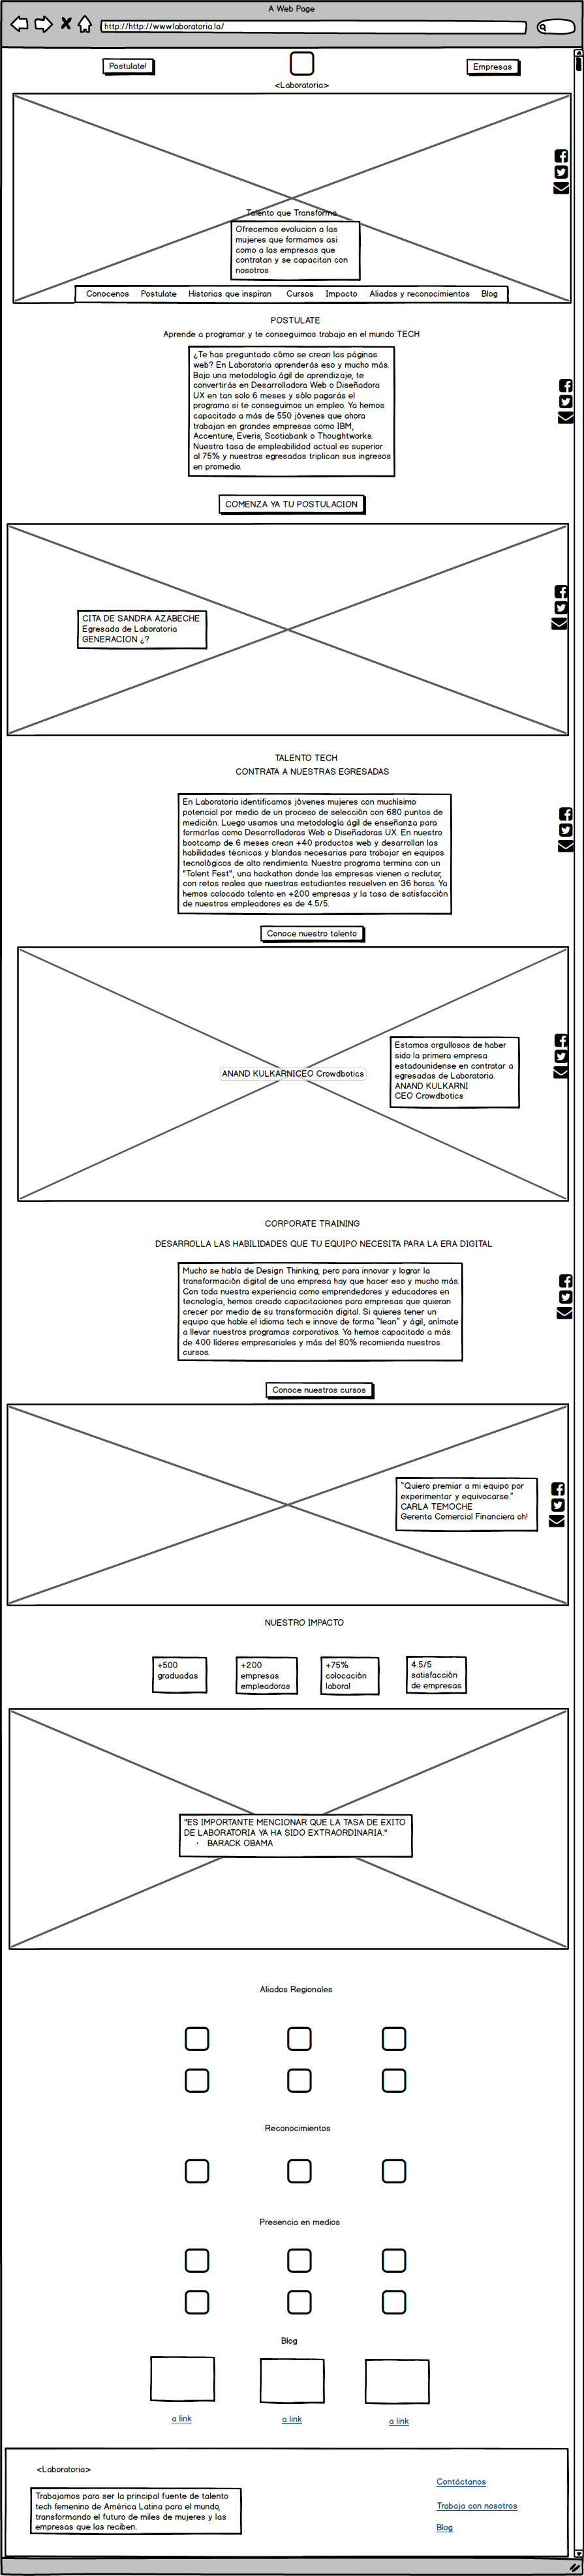 A Web Page
http://http://www.laboratoria.la/
Postulate!
Empresas
<Laboratoria>
Talento que Transforma
Ofrecemos evolucion a las
mujeres que formamos asi
como a las empresas que
contratan y se capacitan con
nosotros
Conocenos Postulate Historias que inspiran Cursos Impacto Aliados y reconocimientos Blog
POSTULATE
Aprende a programar y te conseguimos trabajo en el mundo TECH
¿Te has preguntado cómo se crean las páginas
web? En Laboratoria aprenderás eso y mucho más.
Bajo una metodología ágil de aprendizaje, te
convertirás en Desarrolladora Web o Diseñadora
UX en tan solo 6 meses y sólo pagarás el
programa si te conseguimos un empleo. Ya hemos
capacitado a más de 550 jóvenes que ahora
trabajan en grandes empresas como IBM,
Accenture, Everis, Scotiabank o Thoughtworks.
Nuestra tasa de empleabilidad actual es superior
al 75% y nuestras egresadas triplican sus ingresos
en promedio.
COMENZA YA TU POSTULACION
CITA DE SANDRA AZABECHE
Egresada de Laboratoria
GENERACION ¿?
TALENTO TECH
CONTRATA A NUESTRAS EGRESADAS
En Laboratoria identificamos jóvenes mujeres con muchísimo
potencial por medio de un proceso de selección con 680 puntos de
medición. Luego usamos una metodología ágil de enseñanza para
formarlas como Desarrolladoras Web o Diseñadoras UX. En nuestro
bootcamp de 6 meses crean +40 productos web y desarrollan las
habilidades técnicas y blandas necesarias para trabajar en equipos
tecnológicos de alto rendimiento. Nuestro programa termina con un
"Talent Fest", una hackathon donde las empresas vienen a reclutar,
con retos reales que nuestras estudiantes resuelven en 36 horas. Ya
hemos colocado talento en +200 empresas y la tasa de satisfacción
de nuestros empleadores es de 4.5/5.
Conoce nuestro talento
Estamos orgullosos de haber
sido la primera empresa
estadounidense en contratar a
egresadas de Laboratoria.
ANAND KULKARNI
CEO Crowdbotics
ANAND KULKARNICEO Crowdbotics
CORPORATE TRAINING
DESARROLLA LAS HABILIDADES QUE TU EQUIPO NECESITA PARA LA ERA DIGITAL
Mucho se habla de Design Thinking, pero para innovar y lograr la
transformación digital de una empresa hay que hacer eso y mucho más.
Con toda nuestra experiencia como emprendedores y educadores en
tecnología, hemos creado capacitaciones para empresas que quieran
crecer por medio de su transformación digital. Si quieres tener un
equipo que hable el idioma tech e innove de forma "lean" y ágil, anímate
a llevar nuestros programas corporativos. Ya hemos capacitado a más
de 400 líderes empresariales y más del 80% recomienda nuestros
cursos.
Conoce nuestros cursos
"Quiero premiar a mi equipo por
experimentar y equivocarse."
CARLA TEMOCHE
Gerenta Comercial Financiera oh!
NUESTRO IMPACTO
+500
graduadas
+200
empresas
empleadoras
+75%
colocación
laboral
4.5/5
satisfacción
de empresas
"ES IMPORTANTE MENCIONAR QUE LA TASA DE EXITO
DE LABORATORIA YA HA SIDO EXTRAORDINARIA."
- BARACK OBAMA
Aliados Regionales
Reconocimientos
Presencia en medios
Blog
a link
a link
a link
<Laboratoria>
Trabajamos para ser la principal fuente de talento
tech femenino de América Latina para el mundo,
transformando el futuro de miles de mujeres y las
empresas que las reciben.
Contáctanos
Trabaja con nosotros
Blog